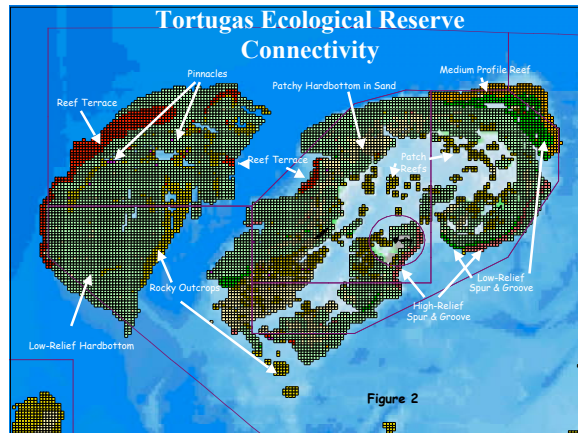 Tortugas Ecological Reserve
Connectivity
Pinnacles
Medium Profile Reef
Reef Terrace
Patchy Hardbottom in Sand
Reef Terrace
Patch
Reefs
Rocky Outcrops
Low-Relief
Spur & Groove
High-Relief
Spur & Groove
Low-Relief Hardbottom
Figure 2